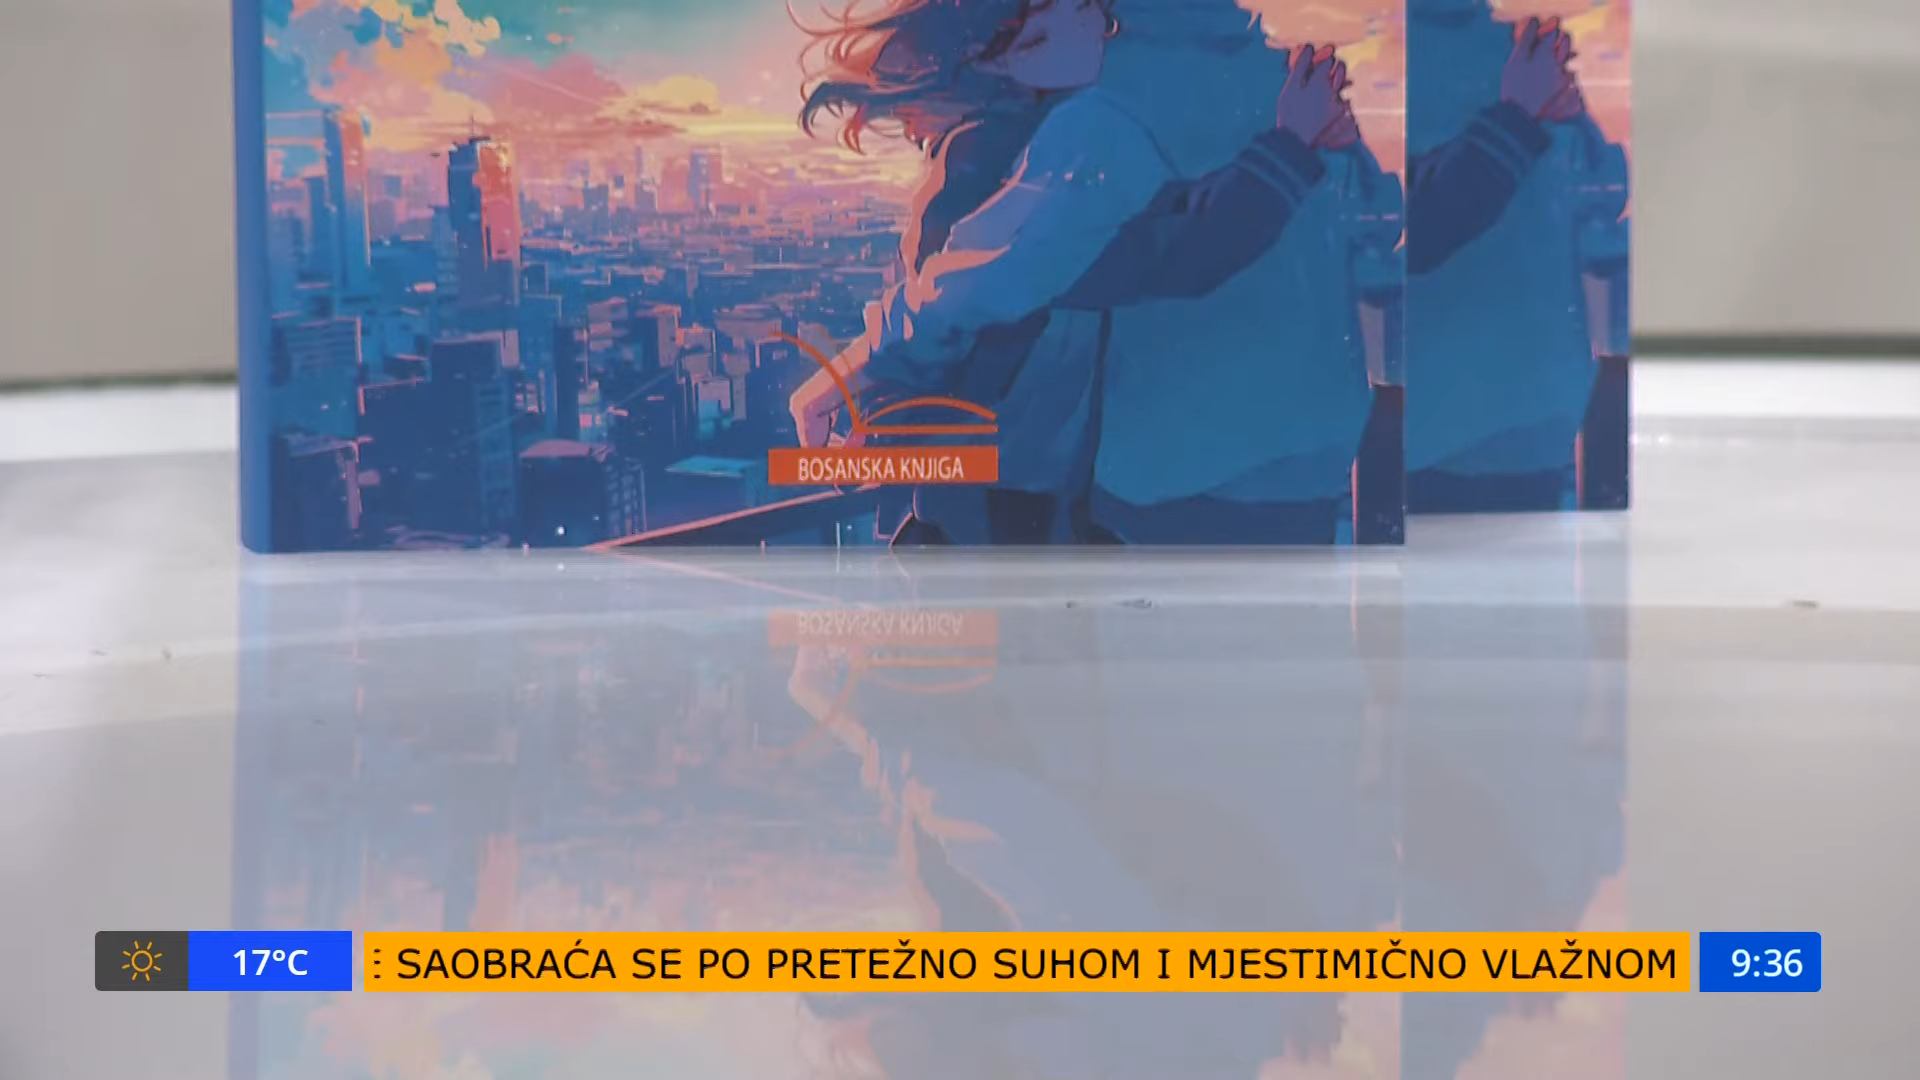 BOSANSKA KNJIGA
17°C
SAOBRAĆA SE PO PRETEŽNO SUHOM I MJESTIMIČNO VLAŽNOM
9:36